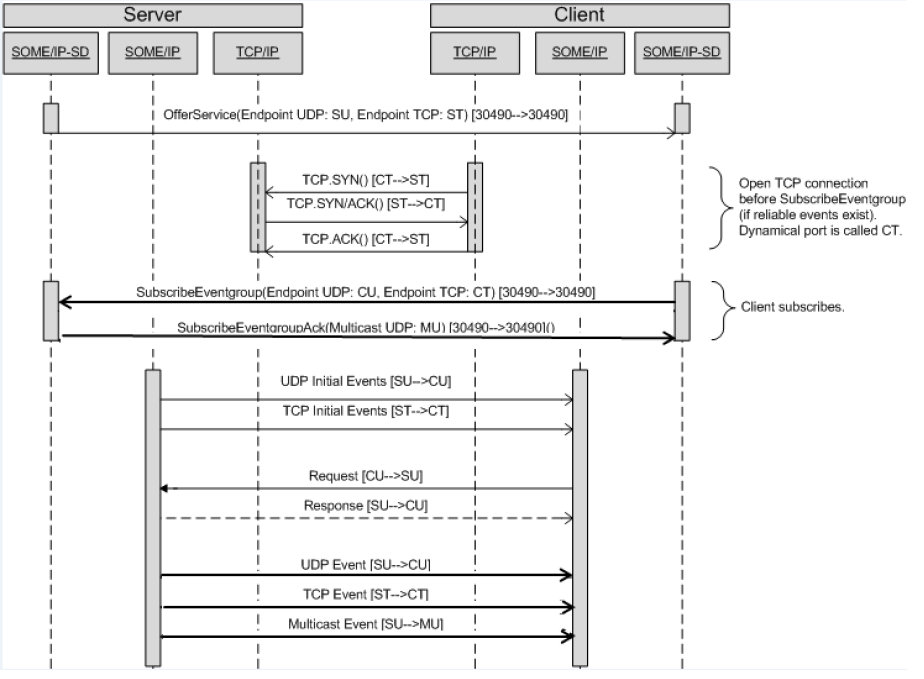 Server
Client
SOME/IP-SD
SOME/IP
TCP/IP
TCP/IP
SOME/IP
SOME/IP-SD
OfferService(Endpoint UDP: SU, Endpoint TCP: ST) [30490-->30490]
TCP.SYN() [CT-->ST]
TCP.SYN/ACK() [ST-->CT]
TCP.ACK() [CT-->ST]
Open TCP connection
before SubscribeEventgroup
(if reliable events exist).
Dynamical port is called CT.
SubscribeEventgroup(Endpoint UDP: CU, Endpoint TCP: CT) [30490-->30490]
SubscribeEventgroupAck(Multicast UDP: MU) [30490-->30490]()
Client subscribes.
UDP Initial Events [SU-->CU]
TCP Initial Events [ST-->CT]
Request [CU-->SU]
Response [SU-->CU]
UDP Event [SU-->CU]
TCP Event [ST-->CT]
Multicast Event [SU-->MU]